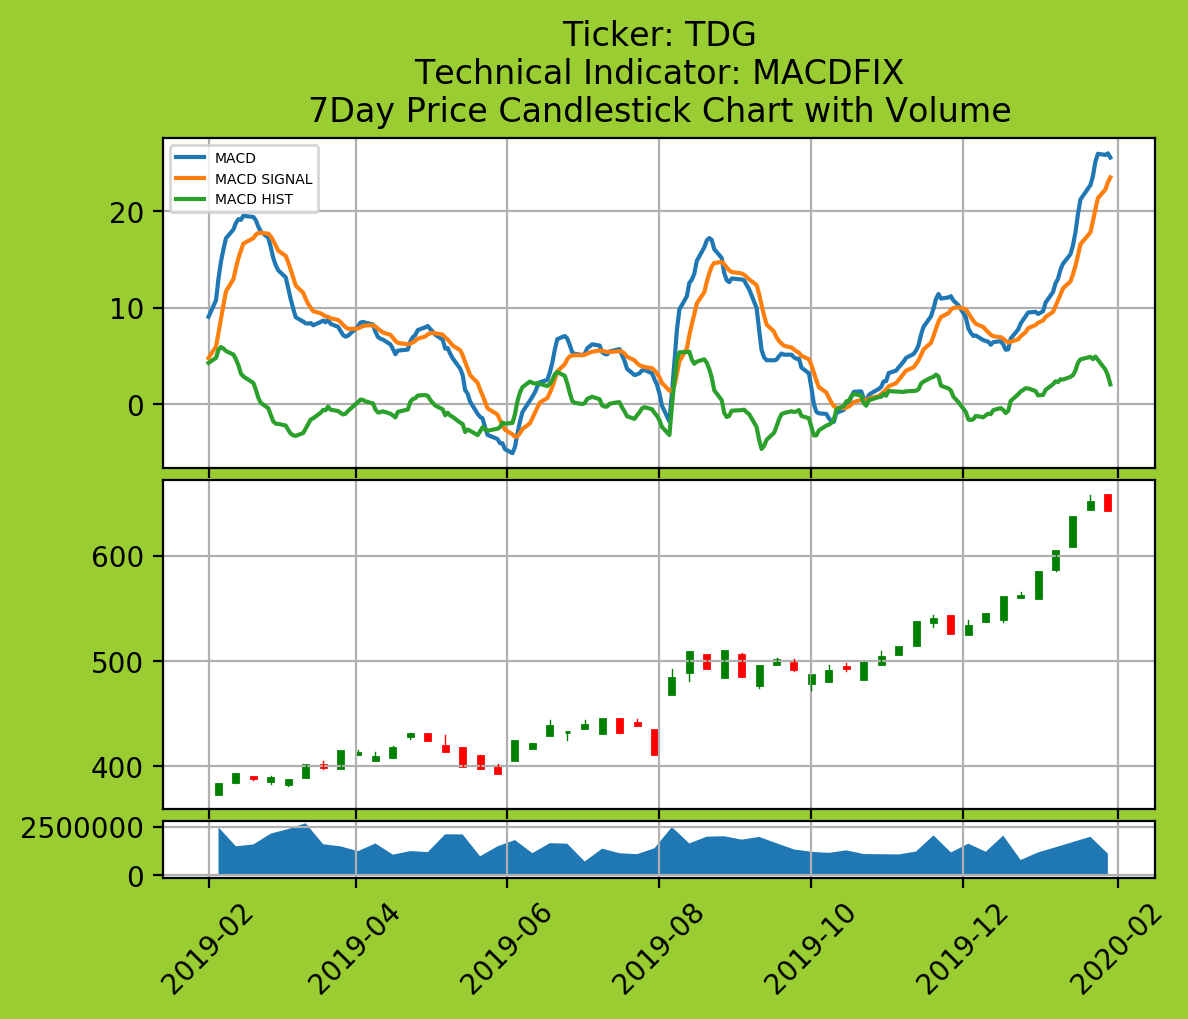 Ticker: TDG
Technical Indicator: MACDFIX
7Day Price Candlestick Chart with Volume
MACD
MACD SIGNAL
MACD HIST
20
10
0
600
500
400
2500000
0
2019-02
2019-04
2019-06
2019-08
2019-10
2019-12
2020-02